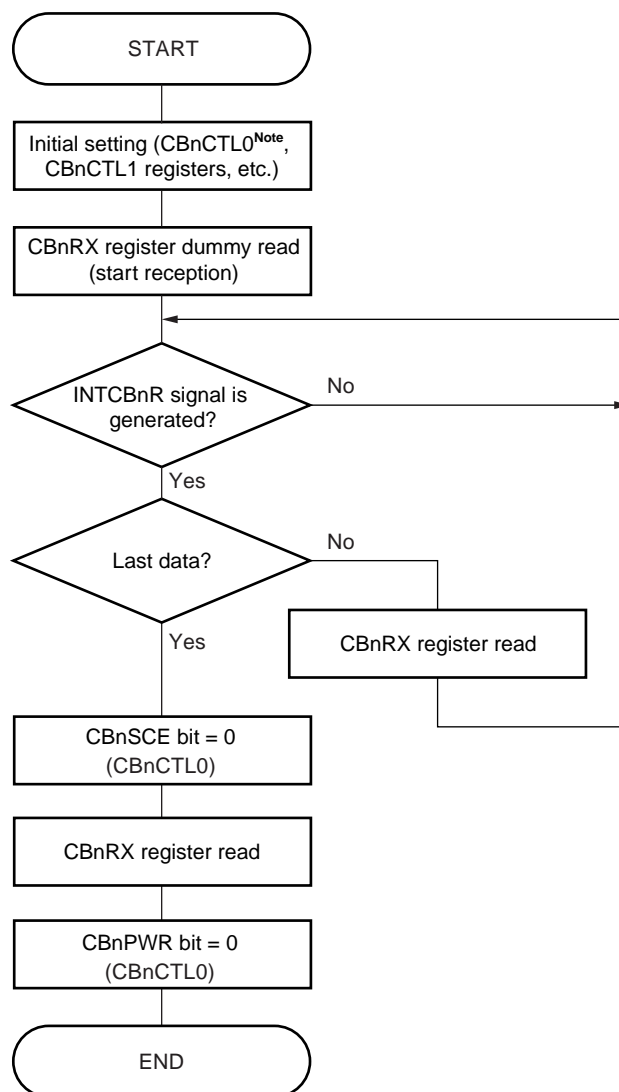 START
Initial setting (CBnCTL0Note,
CBnCTL1 registers, etc.)
CBnRX register dummy read
(start reception)
INTCBnR signal is
generated?
No
Yes
Last data?
No
Yes
CBnRX register read
CBnSCE bit = 0
(CBnCTL0)
CBnRX register read
CBnPWR bit = 0
(CBnCTL0)
END